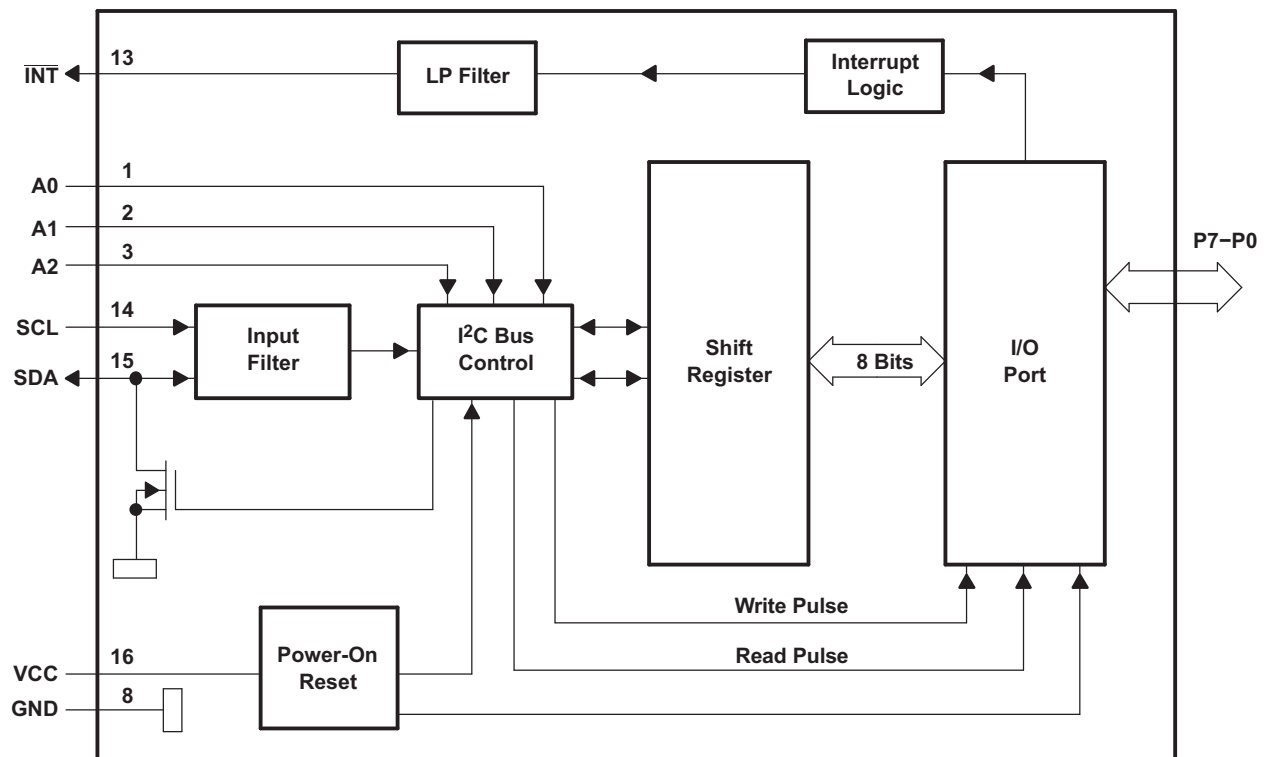 INT 13
LP Filter
Interrupt
Logic
A0 1
A1 2
A2 3
P7−P0
SCL 14
SDA 15
Input
Filter
I2C Bus
Control
Shift
Register
8 Bits
I/O
Port
Write Pulse
Read Pulse
VCC 16
GND 8
Power-On
Reset